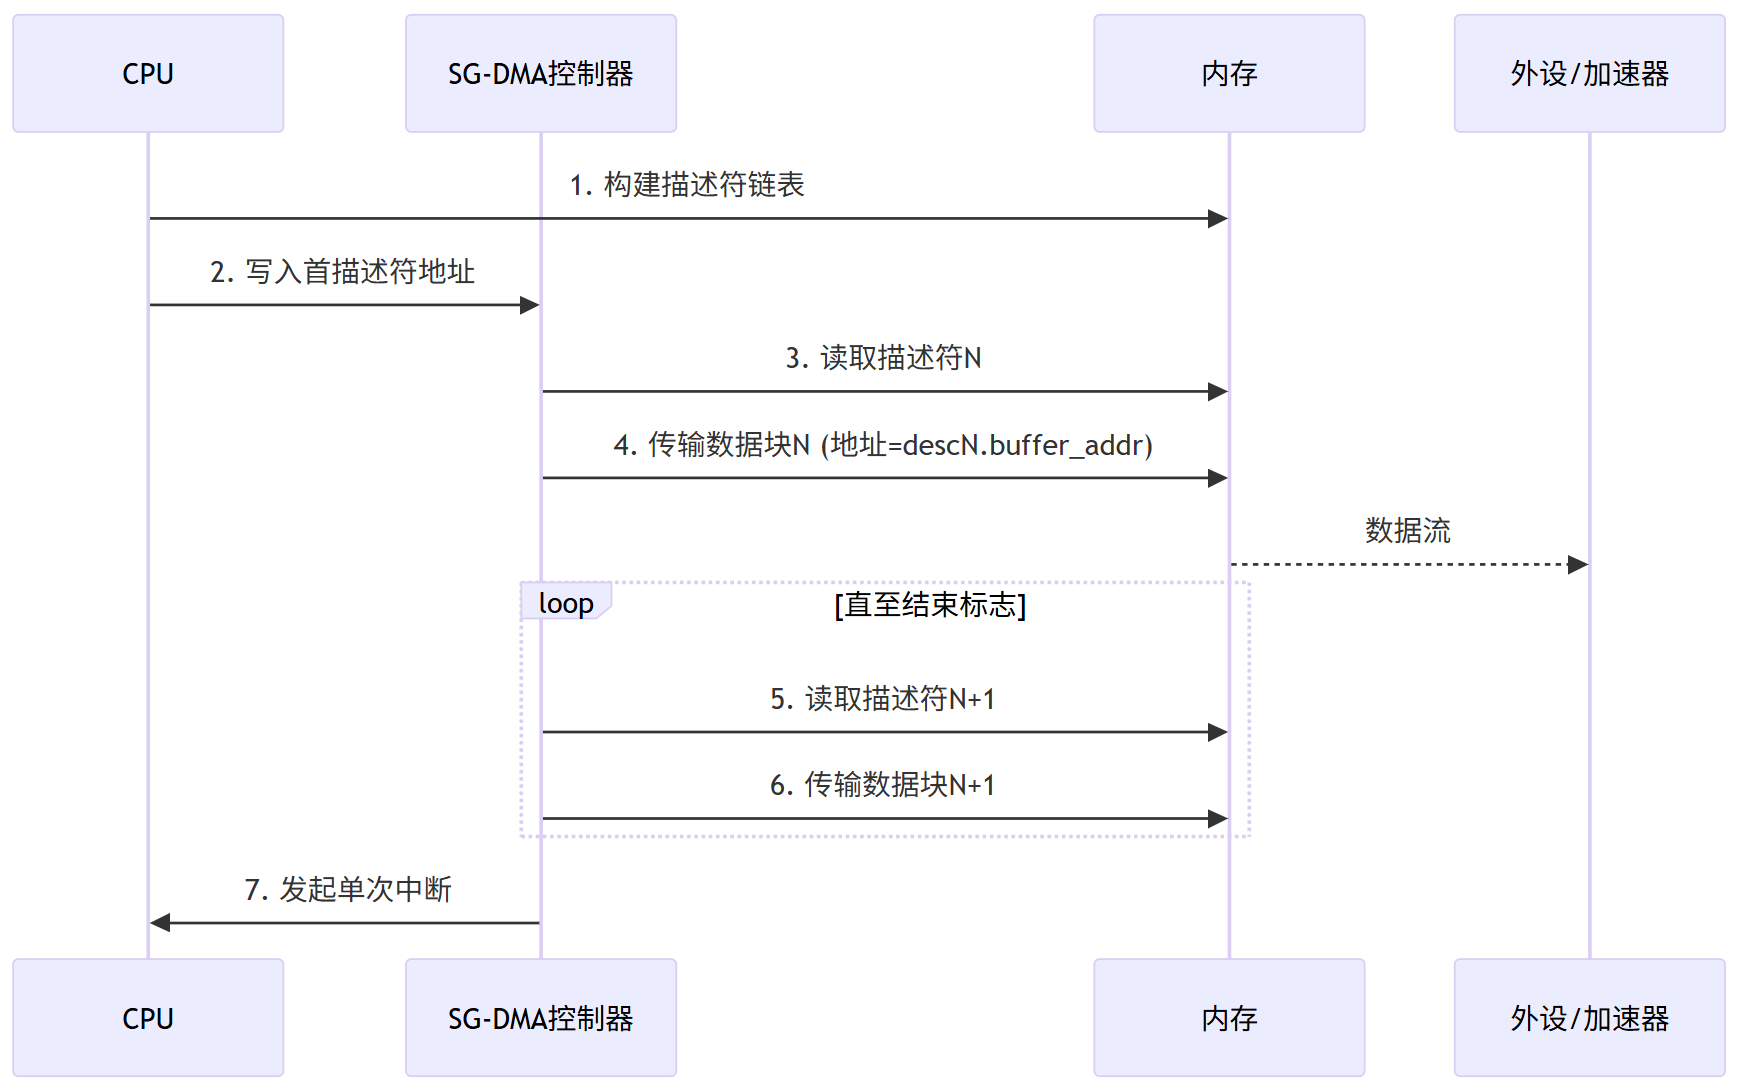 CPU
SG-DMA控制器
内存
外设/加速器
1. 构建描述符链表
2. 写入首描述符地址
3. 读取描述符N
4. 传输数据块N (地址=descN.buffer_addr)
数据流
loop
[直至结束标志]
5. 读取描述符N+1
6. 传输数据块N+1
7. 发起单次中断
CPU
SG-DMA控制器
内存
外设/加速器